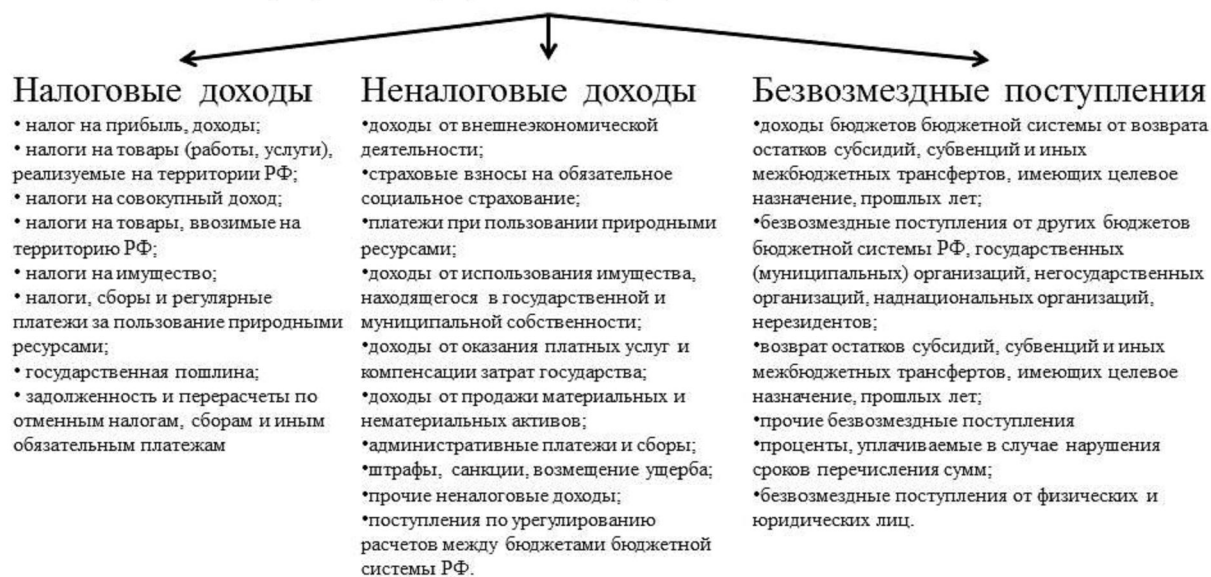 Налоговые доходы
• налог на прибыль, доходы;
• налоги на товары (работы, услуги),
реализуемые на территории РФ;
• налоги на совокупный доход;
• налоги на товары, ввозимые на
территорию РФ;
• налоги на имущество;
• налоги, сборы и регулярные
платежи за пользование природными
ресурсами;
• государственная пошлина;
• задолженность и перерасчеты по
отменным налогам, сборам и иным
обязательным платежам
Неналоговые доходы
•доходы от внешнеэкономической
деятельности;
•страховые взносы на обязательное
социальное страхование;
•платежи при пользовании природными
ресурсами;
•доходы от использования имущества,
находящегося в государственной и
муниципальной собственности;
•доходы от оказания платных услуг и
компенсации затрат государства;
•доходы от продажи материальных и
нематериальных активов;
•административные платежи и сборы;
•штрафы, санкции, возмещение ущерба;
•прочие неналоговые доходы;
•поступления по урегулированию
расчетов между бюджетами бюджетной
системы РФ.
Безвозмездные поступления
•доходы бюджетов бюджетной системы от возврата
остатков субсидий, субвенций и иных
межбюджетных трансфертов, имеющих целевое
назначение, прошлых лет;
•безвозмездные поступления от других бюджетов
бюджетной системы РФ, государственных
(муниципальных) организаций, негосударственных
организаций, наднациональных организаций,
нерезидентов;
•возврат остатков субсидий, субвенций и иных
межбюджетных трансфертов, имеющих целевое
назначение, прошлых лет;
•прочие безвозмездные поступления
•проценты, уплачиваемые в случае нарушения
сроков перечисления сумм;
•безвозмездные поступления от физических и
юридических лиц.